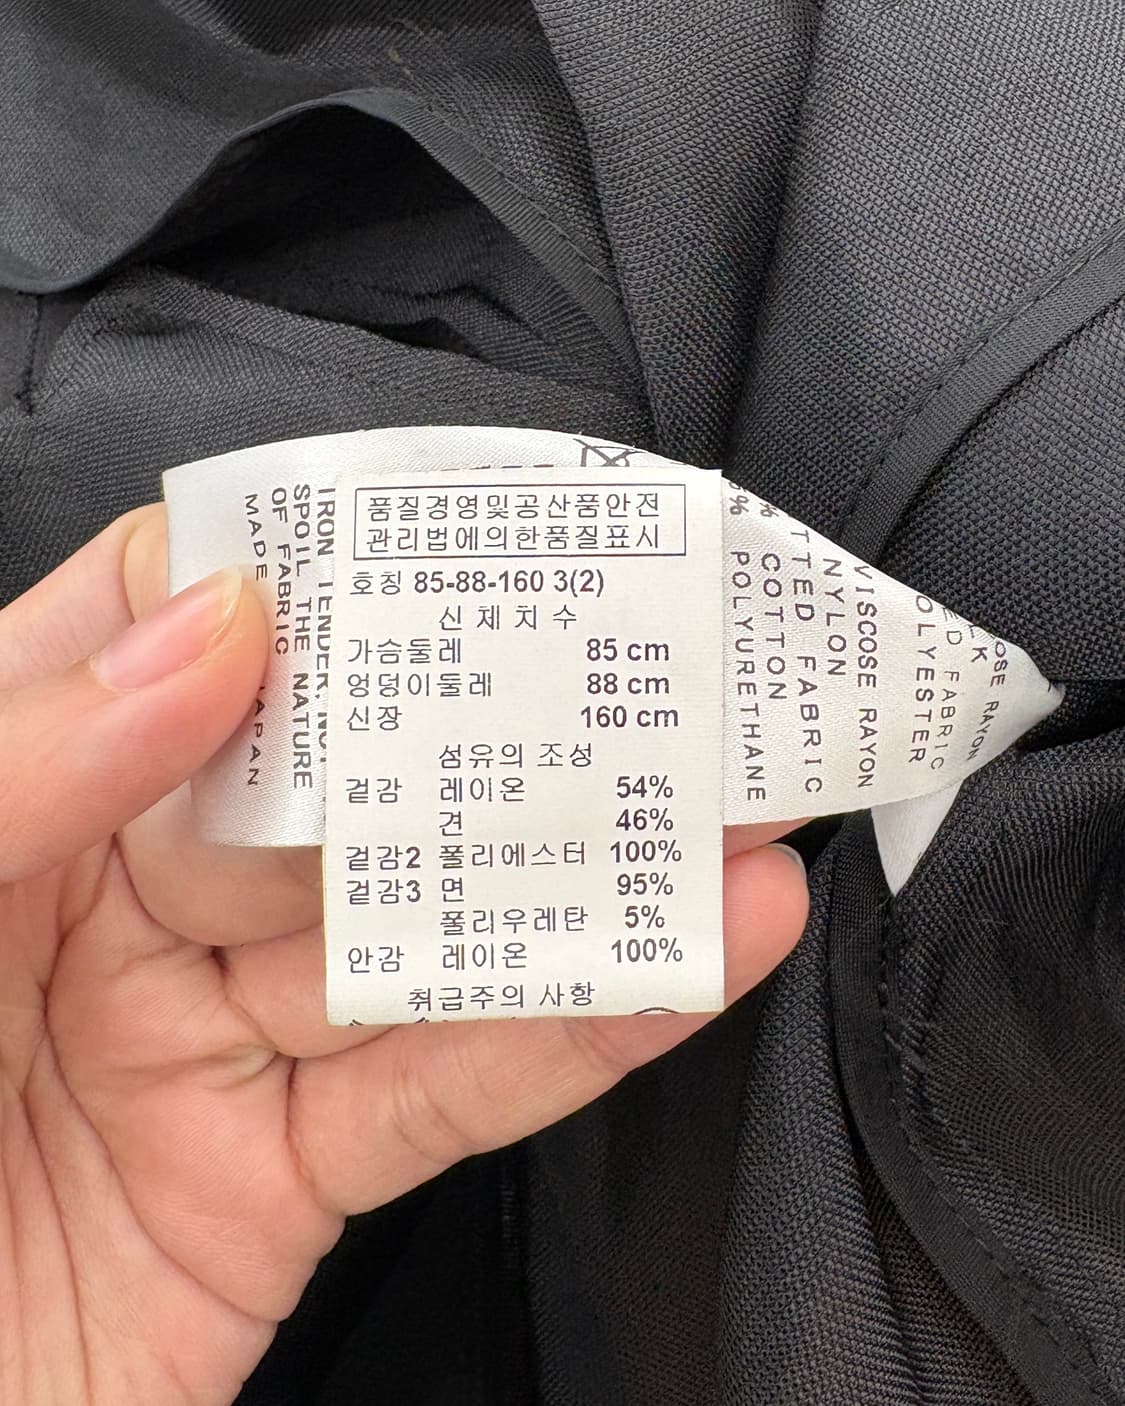 품질경영및공산품안전
관리법에의한품질표시
호칭 85-88-160 3(2)
신체치수
가슴둘레 85 cm
엉덩이둘레 88 cm
신장 160 cm
섬유의 조성
겉감 레이온 54%
견 46%
겉감2 폴리에스터 100%
겉감3 면 95%
폴리우레탄 5%
안감 레이온 100%
취급주의 사항
IRON TENDER.
SPOIL THE NATURE
OF FABRIC
MADE
VISCOSE RAYON
NYLON
FABRIC
COTTON
POLYURETHANE
RAYON
FABRIC